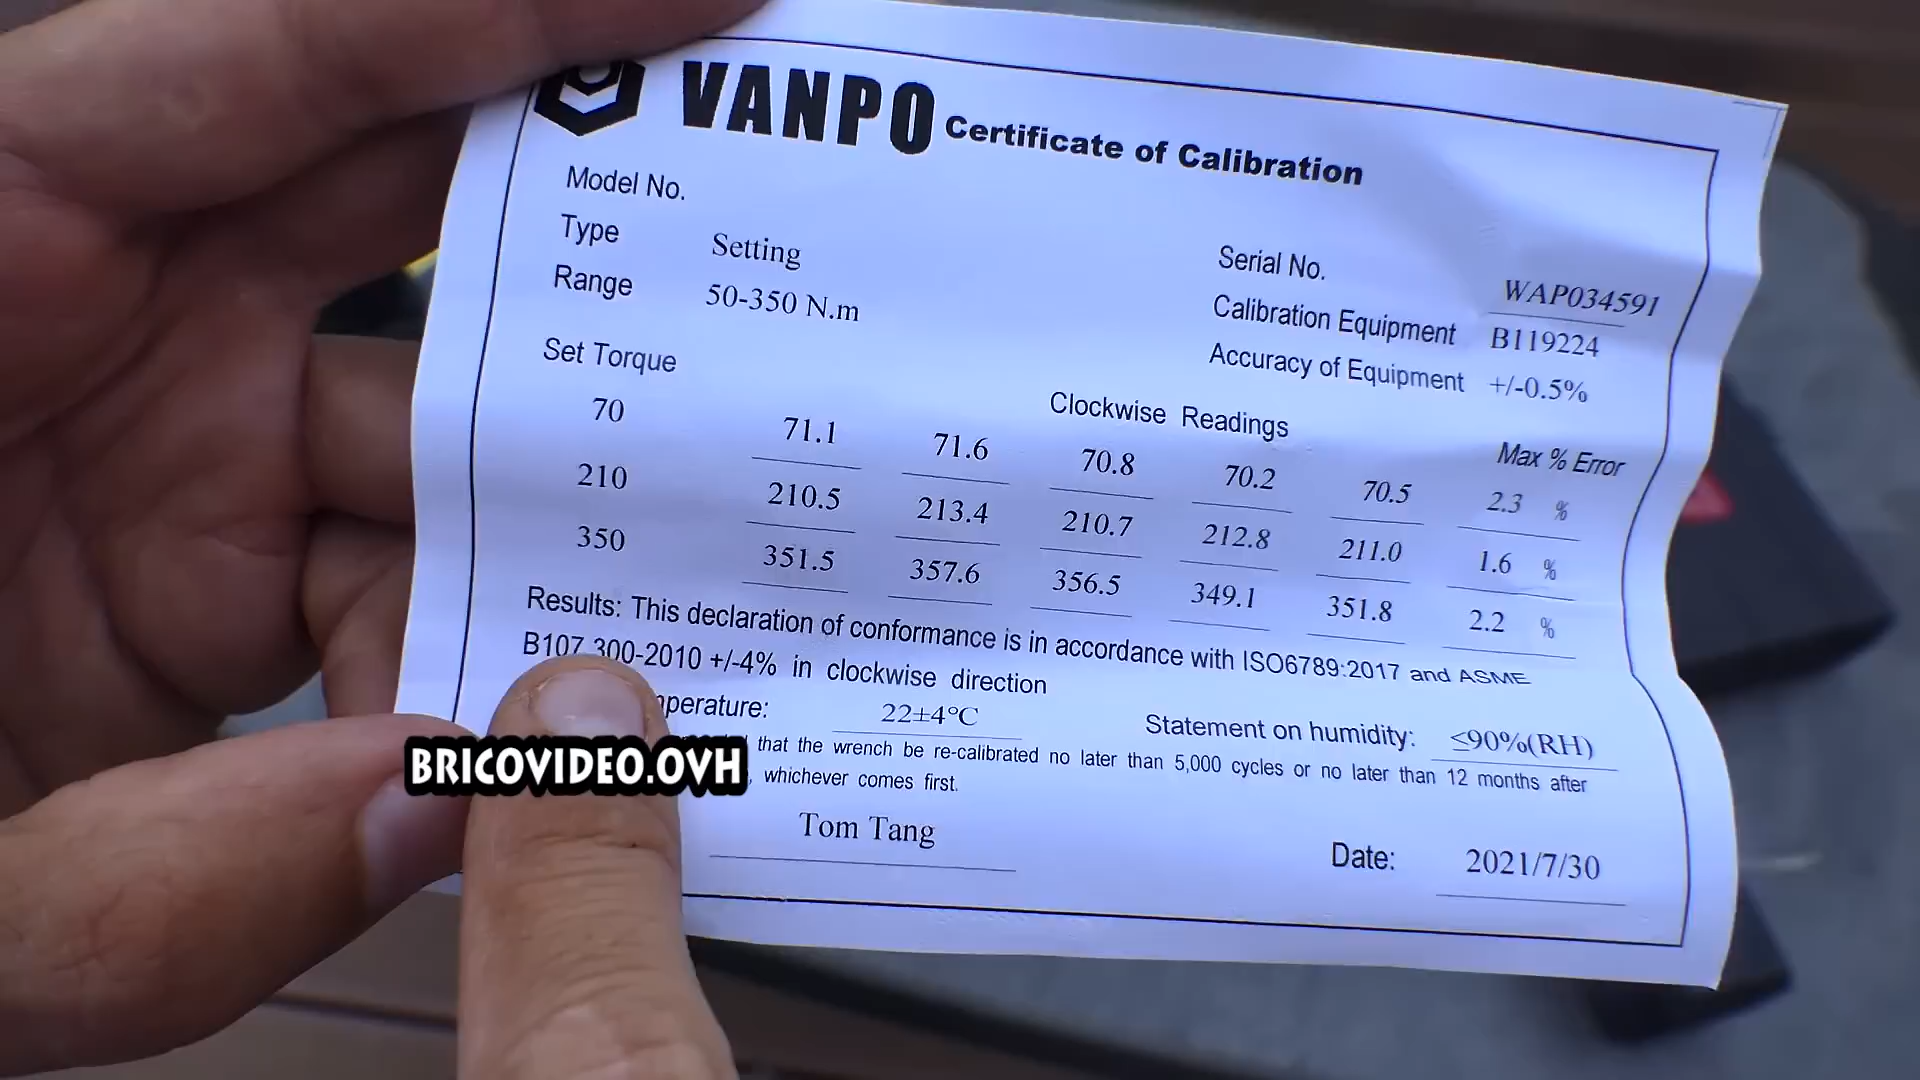 VANPO Certificate of Calibration
Model No.
Type Setting
Range 50-350 N.m
Serial No. WAP034591
Calibration Equipment B119224
Accuracy of Equipment +/-0.5%
Set Torque Clockwise Readings Max % Error
70 71.1 71.6 70.8 70.2 70.5 2.3 %
210 210.5 213.4 210.7 212.8 211.0 1.6 %
350 351.5 357.6 356.5 349.1 351.8 2.2 %
Results: This declaration of conformance is in accordance with ISO6789:2017 and ASME
B107.300-2010 +/-4% in clockwise direction
perature: 22±4°C Statement on humidity: ≤90%(RH)
that the wrench be re-calibrated no later than 5,000 cycles or no later than 12 months after
, whichever comes first.
BRICOVIDEO.OVH
Tom Tang Date: 2021/7/30